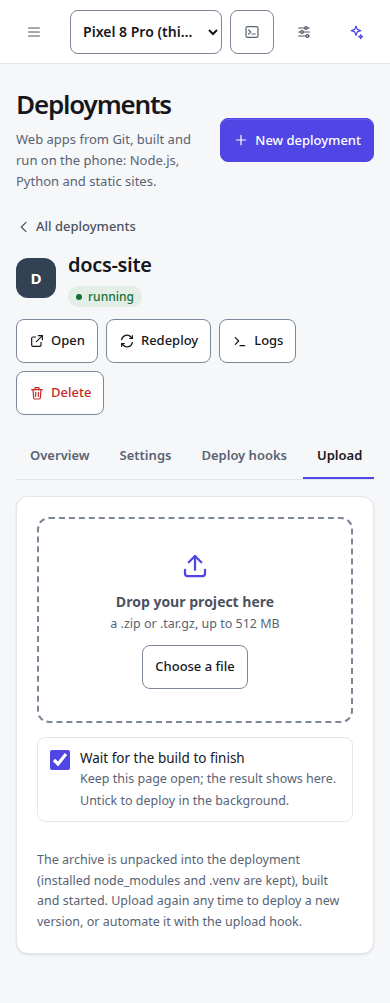 Pixel 8 Pro (thi...
Deployments
Web apps from Git, built and
run on the phone: Node.js,
Python and static sites.
New deployment
All deployments
D
docs-site
running
Open
Redeploy
Logs
Delete
Overview
Settings
Deploy hooks
Upload
Drop your project here
a .zip or .tar.gz, up to 512 MB
Choose a file
Wait for the build to finish
Keep this page open; the result shows here.
Untick to deploy in the background.
The archive is unpacked into the deployment
(installed node_modules and .venv are kept), built
and started. Upload again any time to deploy a new
version, or automate it with the upload hook.